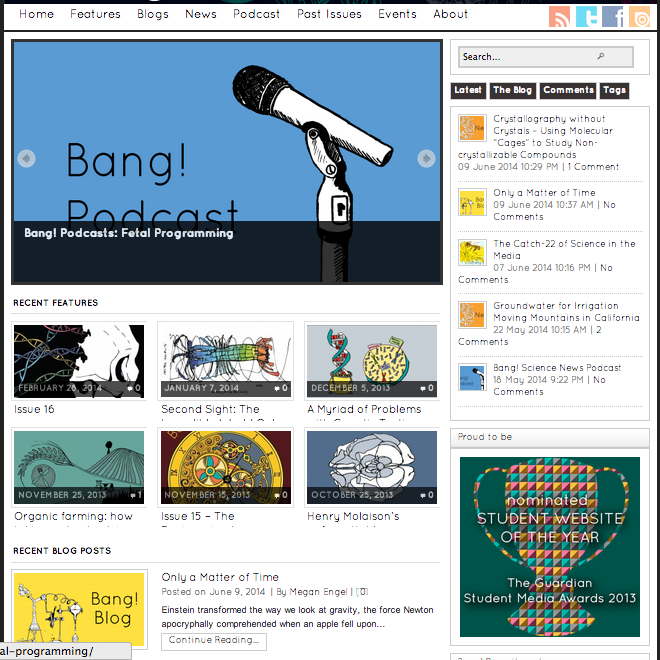 Home Features Blogs News Podcast Past Issues Events About
Bang!
Podcast
Bang! Podcasts: Fetal Programming
RECENT FEATURES
FEBRUARY 28, 2014 0
Issue 16
JANUARY 7, 2014 0
Second Sight: The
DECEMBER 5, 2013 0
A Myriad of Problems
NOVEMBER 25, 2013 1
Organic farming: how
NOVEMBER 15, 2013 0
Issue 15 – The
OCTOBER 25, 2013 0
Henry Molaison's
RECENT BLOG POSTS
Bang!
Blog
Only a Matter of Time
Posted on June 9, 2014 | By Megan Engel |
Einstein transformed the way we look at gravity, the force Newton
apocryphally comprehended when an apple fell upon...
Continue Reading...
al-programming/
Search...
Latest The Blog Comments Tags
Crystallography without
Crystals – Using Molecular
"Cages" to Study Non-
crystallizable Compounds
09 June 2014 10:29 PM | 1 Comment
Only a Matter of Time
09 June 2014 10:37 AM | No
Comments
The Catch-22 of Science in the
Media
07 June 2014 10:16 PM | No
Comments
Groundwater for Irrigation
Moving Mountains in California
22 May 2014 10:15 AM | 2
Comments
Bang! Science News Podcast
18 May 2014 9:22 PM | No
Comments
Proud to be
nominated
STUDENT WEBSITE
OF THE YEAR
The Guardian
Student Media Awards 2013